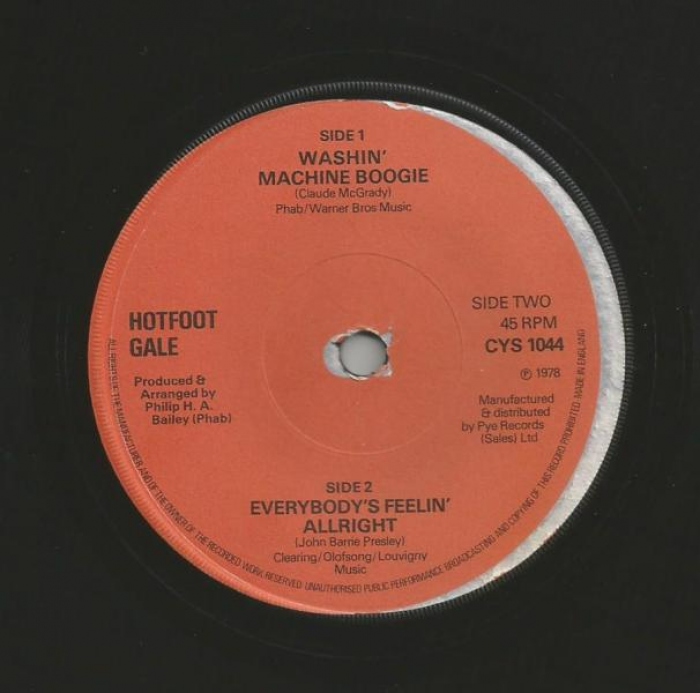 SIDE 1
WASHIN'
MACHINE BOOGIE
(Claude McGrady)
Phab/Warner Bros Music
HOTFOOT
GALE
Produced &
Arranged by
Philip H. A.
Bailey (Phab)
SIDE TWO
45 RPM
CYS 1044
℗ 1978
Manufactured
& distributed
by Pye Records
(Sales) Ltd
SIDE 2
EVERYBODY'S FEELIN'
ALLRIGHT
(John Barrie Presley)
Clearing/Olofsong/Louvigny
Music
ALL RIGHTS OF THE MANUFACTURER AND OF THE OWNER OF THE RECORDED WORK RESERVED. UNAUTHORISED PUBLIC PERFORMANCE BROADCASTING AND COPYING OF THIS RECORD PROHIBITED. MADE IN ENGLAND